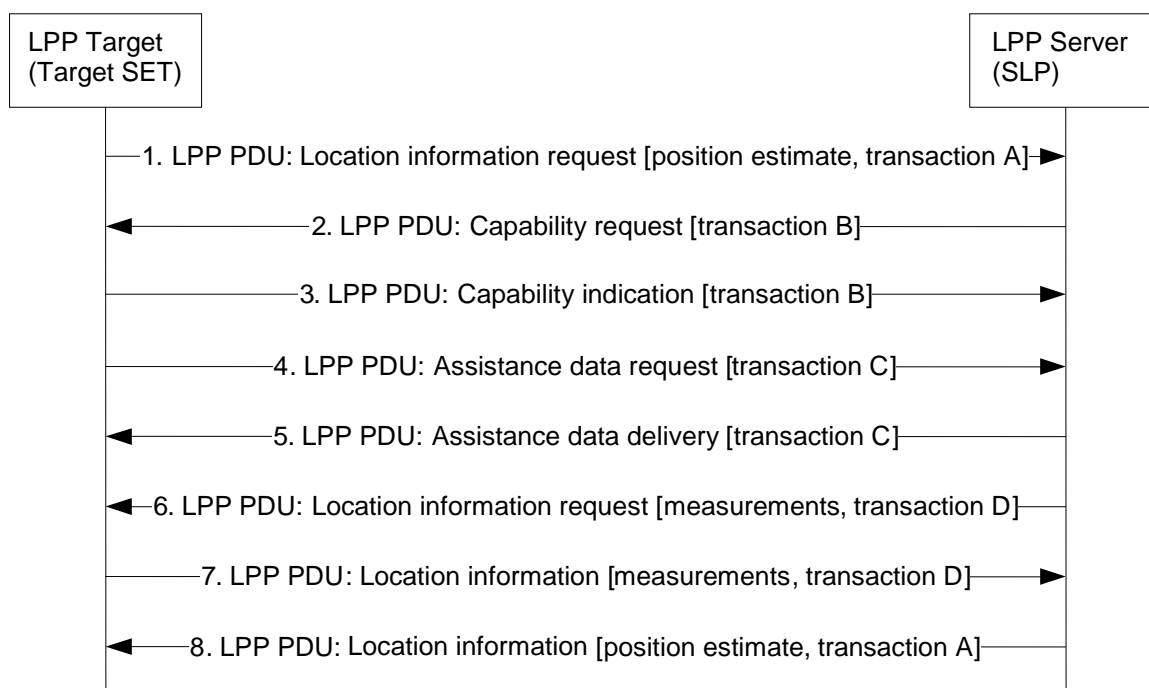 LPP Target
(Target SET)
LPP Server
(SLP)
1. LPP PDU: Location information request [position estimate, transaction A]
2. LPP PDU: Capability request [transaction B]
3. LPP PDU: Capability indication [transaction B]
4. LPP PDU: Assistance data request [transaction C]
5. LPP PDU: Assistance data delivery [transaction C]
6. LPP PDU: Location information request [measurements, transaction D]
7. LPP PDU: Location information [measurements, transaction D]
8. LPP PDU: Location information [position estimate, transaction A]